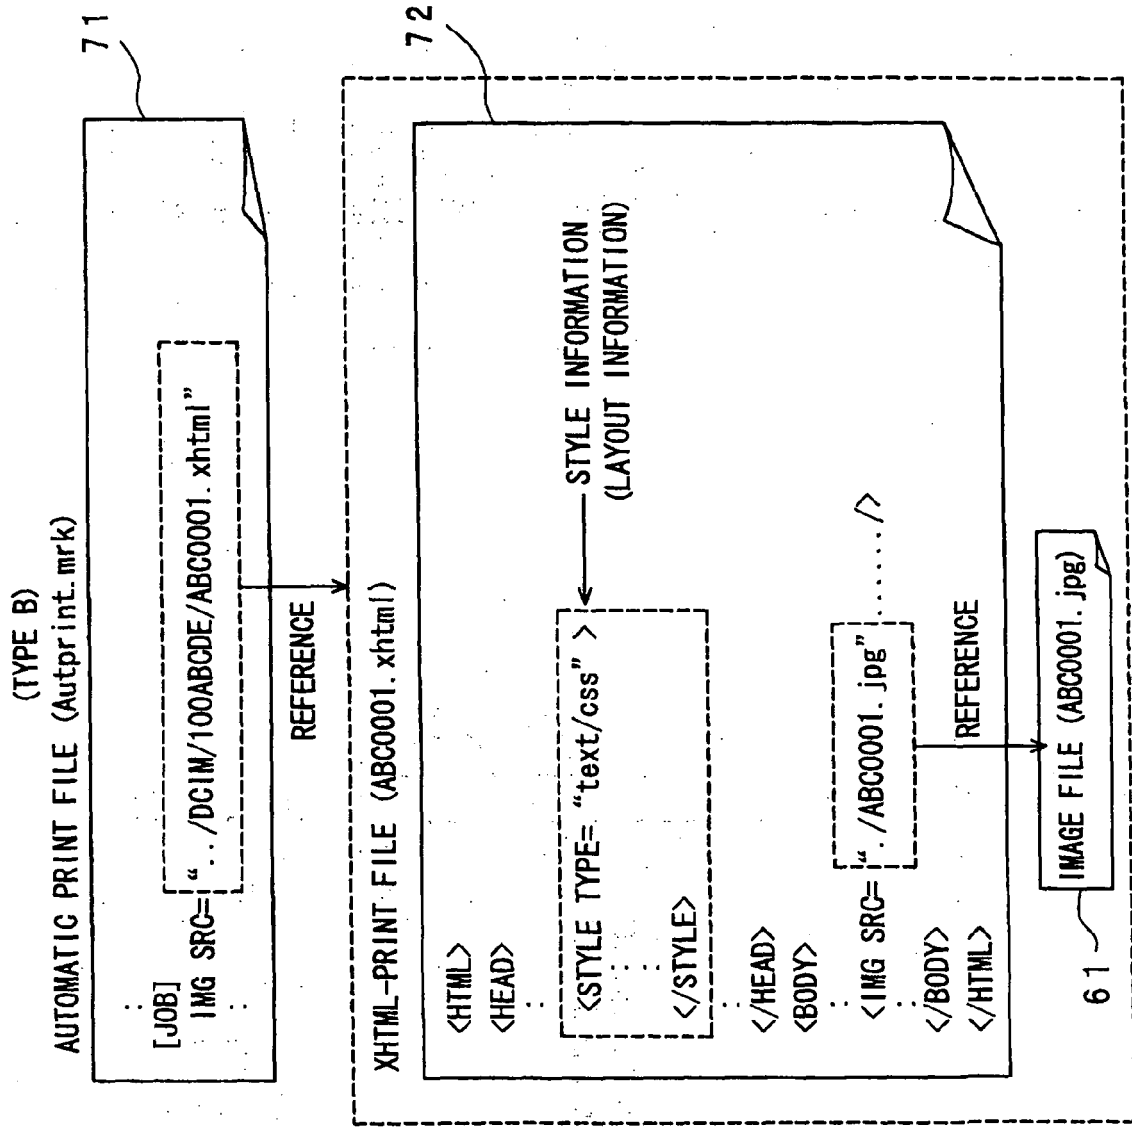 (TYPE B)
AUTOMATIC PRINT FILE (Autprint.mrk)
71
:
[JOB]
IMG SRC= “../DCIM/100ABCDE/ABC0001.xhtml”
:
REFERENCE
XHTML-PRINT FILE (ABC0001.xhtml)
72
<HTML>
<HEAD>
:
<STYLE TYPE= “text/css” >
: :
: :
</STYLE>
STYLE INFORMATION
(LAYOUT INFORMATION)
:
</HEAD>
<BODY>
:
<IMG SRC= “./ABC0001.jpg” ....../>
:
</BODY>
</HTML>
REFERENCE
IMAGE FILE (ABC0001.jpg)
61